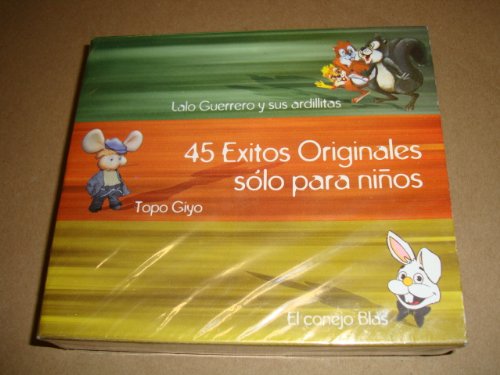 Lalo Guerrero y sus ardillitas
45 Exitos Originales
sólo para niños
Topo Giyo
El conejo Blas